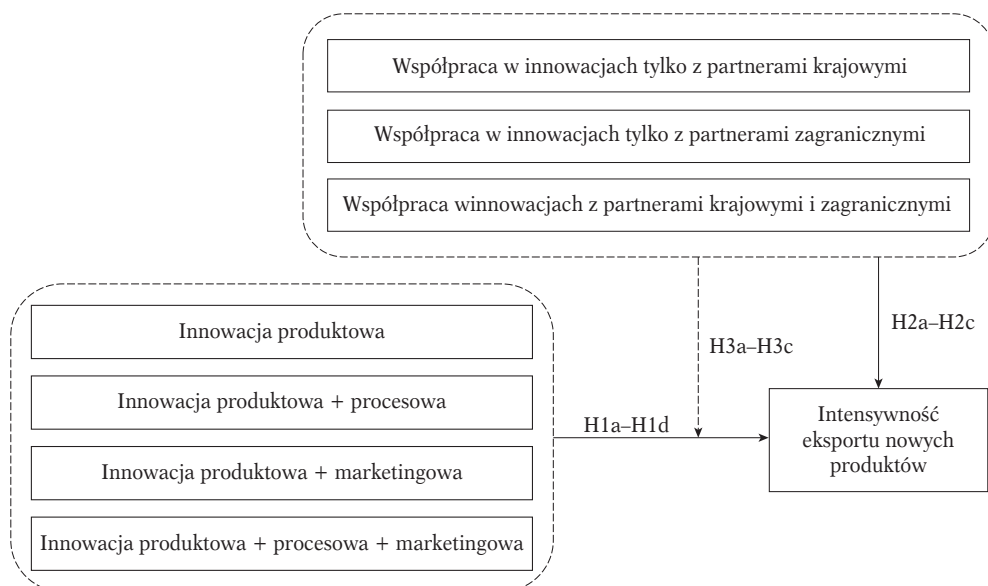 Współpraca w innowacjach tylko z partnerami krajowymi
Współpraca w innowacjach tylko z partnerami zagranicznymi
Współpraca winnowacjach z partnerami krajowymi i zagranicznymi
Innowacja produktowa
Innowacja produktowa + procesowa
Innowacja produktowa + marketingowa
Innowacja produktowa + procesowa + marketingowa
H1a–H1d
H3a–H3c
H2a–H2c
Intensywność
eksportu nowych
produktów